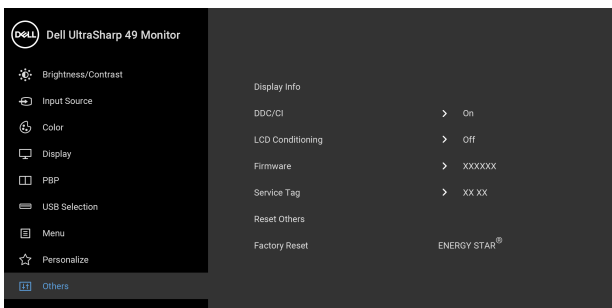 DELL Dell UltraSharp 49 Monitor
Brightness/Contrast
Input Source
Color
Display
PBP
USB Selection
Menu
Personalize
Others
Display Info
DDC/CI > On
LCD Conditioning > Off
Firmware > XXXXXX
Service Tag > XX XX
Reset Others
Factory Reset ENERGY STAR®